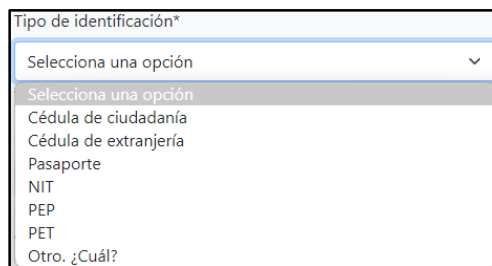 Tipo de identificación*
Selecciona una opción
Selecciona una opción
Cédula de ciudadanía
Cédula de extranjería
Pasaporte
NIT
PEP
PET
Otro. ¿Cuál?